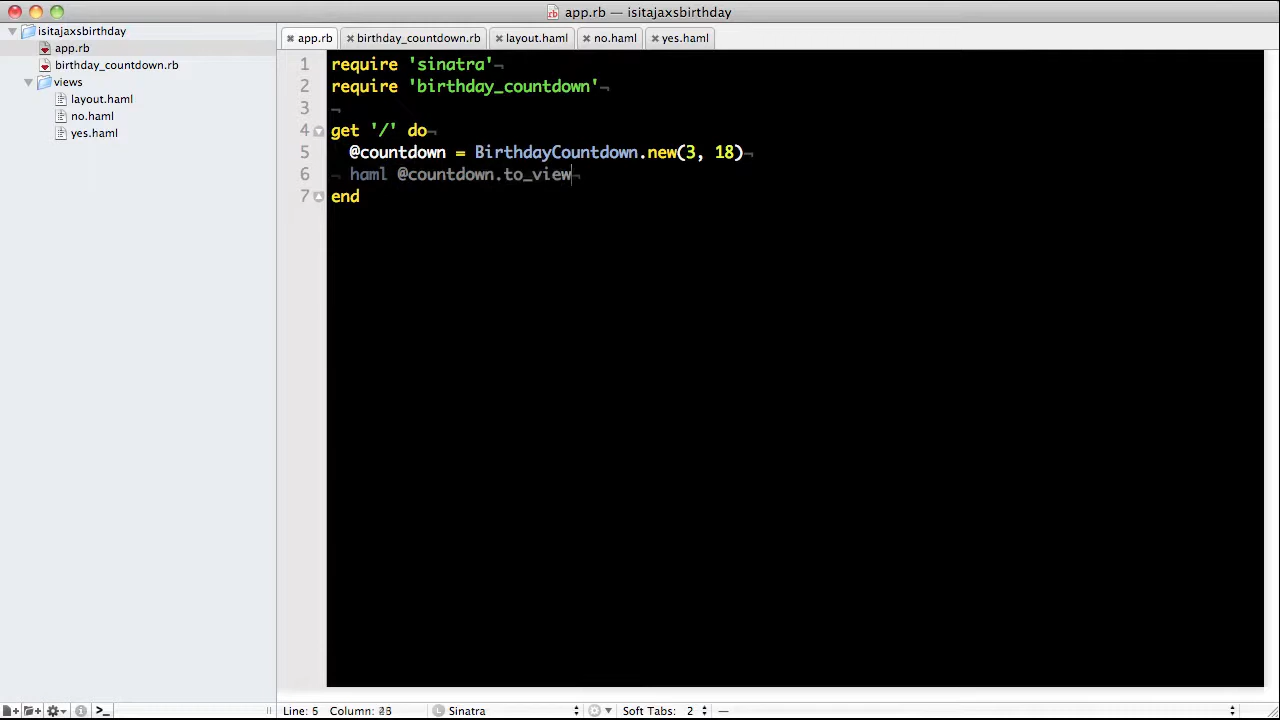 app.rb — isitajaxsbirthday
isitajaxsbirthday
app.rb
birthday_countdown.rb
views
layout.haml
no.haml
yes.haml
app.rb birthday_countdown.rb layout.haml no.haml yes.haml
1 require 'sinatra'¬
2 require 'birthday_countdown'¬
3 ¬
4 get '/' do¬
5 @countdown = BirthdayCountdown.new(3, 18)¬
6 ¬ haml @countdown.to_view¬
7 end
Line: Column: Sinatra Soft Tabs: 2 —